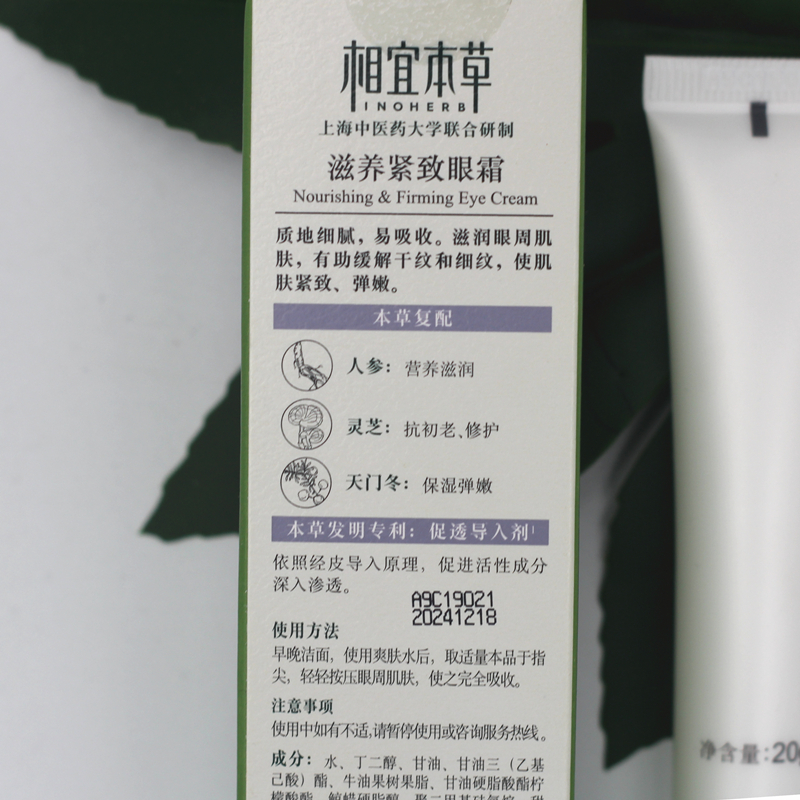 相宜本草
INOHERB
上海中医药大学联合研制
滋养紧致眼霜
Nourishing & Firming Eye Cream
质地细腻，易吸收。滋润眼周肌
肤，有助缓解干纹和细纹，使肌
肤紧致、弹嫩。
本草复配
人参：营养滋润
灵芝：抗初老、修护
天门冬：保湿弹嫩
本草发明专利：促透导入剂¹
依照经皮导入原理，促进活性成分
深入渗透。
A9C19021
20241218
使用方法
早晚洁面，使用爽肤水后，取适量本品于指
尖，轻轻按压眼周肌肤，使之完全吸收。
注意事项
使用中如有不适，请暂停使用或咨询服务热线。
成分：水、丁二醇、甘油、甘油三（乙基
己酸）酯、牛油果树果脂、甘油硬脂酸酯柠
净含量：20g